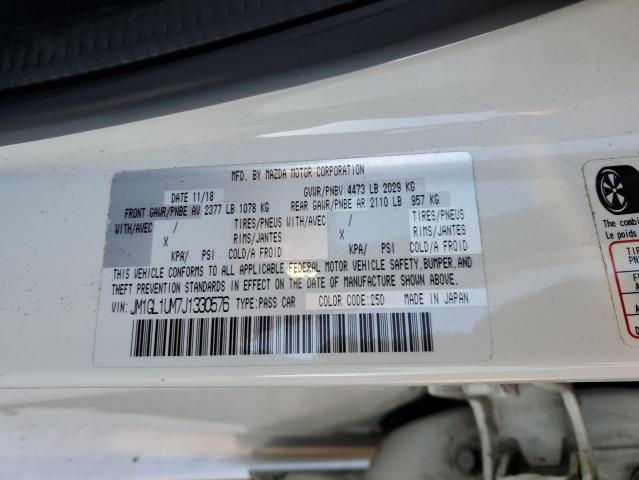 MFD. BY MAZDA MOTOR CORPORATION
DATE 11/18 GVWR/PNBV 4473 LB 2029 KG
FRONT GAWR/PNBE AV 2377 LB 1078 KG REAR GAWR/PNBE AR 2110 LB 957 KG
WITH/AVEC / TIRES/PNEUS WITH/AVEC / TIRES/PNEUS
X RIMS/JANTES X RIMS/JANTES
KPA/ PSI COLD/A FROID KPA/ PSI COLD/A FROID
THIS VEHICLE CONFORMS TO ALL APPLICABLE FEDERAL MOTOR VEHICLE SAFETY, BUMPER, AND
THEFT PREVENTION STANDARDS IN EFFECT ON THE DATE OF MANUFACTURE SHOWN ABOVE.
VIN: JM1GL1UM7J1330576 TYPE: PASS CAR COLOR CODE: 25D MADE IN JAPAN
The combin
Le poids